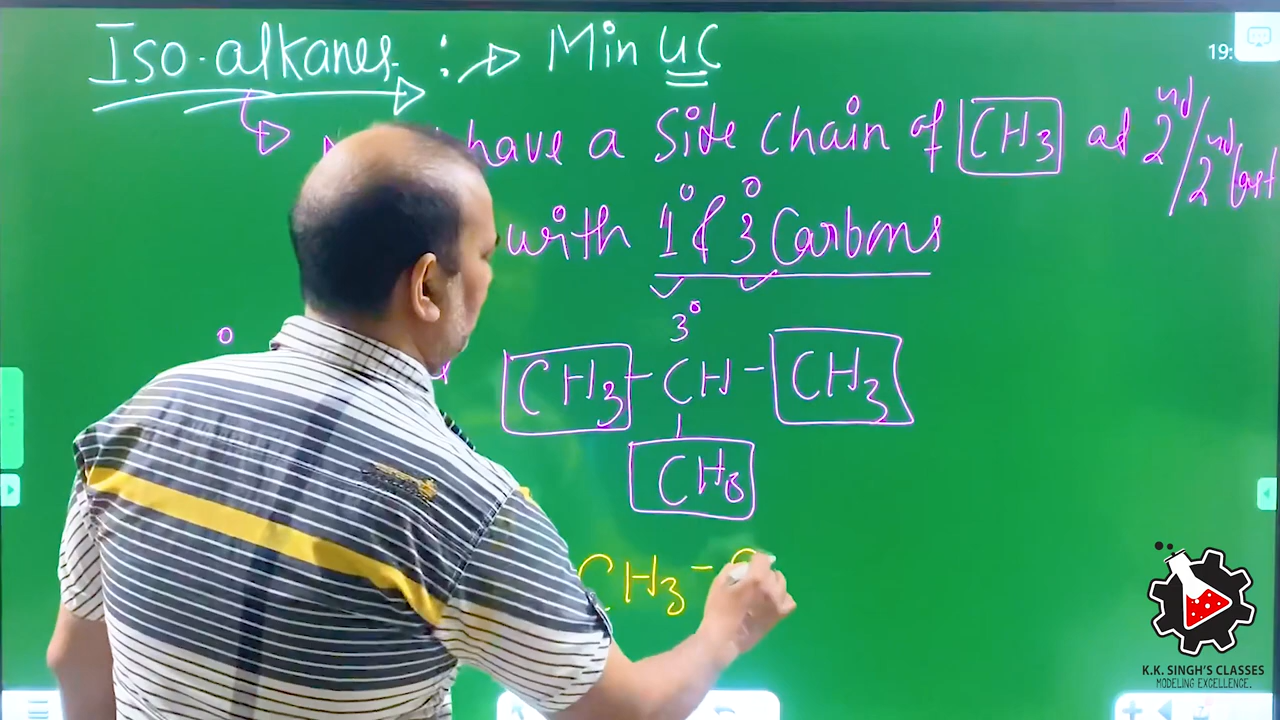 Iso-alkanes : → Min 4C
have a Side Chain of CH3 at 2nd/2nd last
with 1° & 3° Carbons
3°
CH3 - CH - CH3
CH3
CH3 -
19:
K.K. SINGH'S CLASSES
MODELING EXCELLENCE.